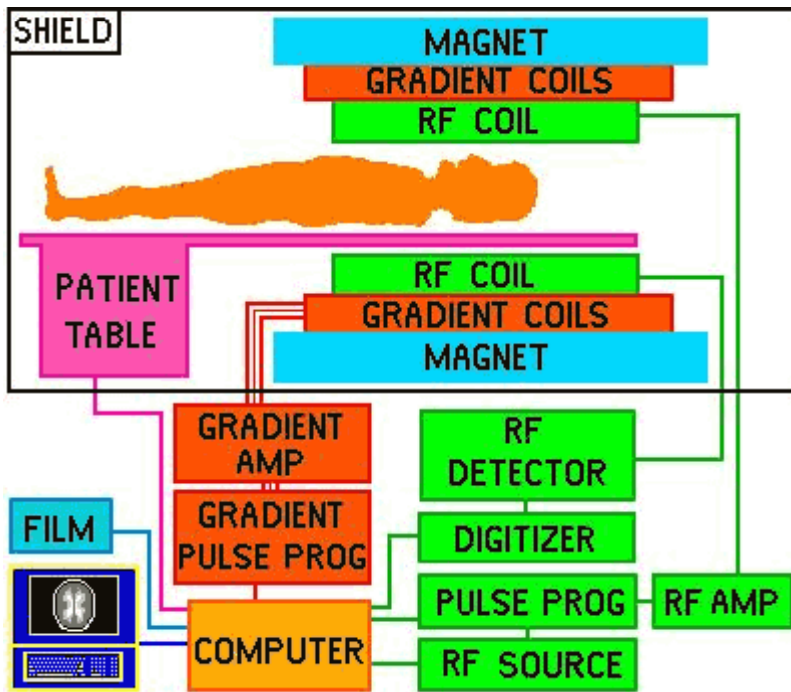 SHIELD
MAGNET
GRADIENT COILS
RF COIL
RF COIL
GRADIENT COILS
MAGNET
PATIENT
TABLE
GRADIENT
AMP
RF
DETECTOR
GRADIENT
PULSE PROG
FILM
DIGITIZER
PULSE PROG
RF AMP
COMPUTER
RF SOURCE